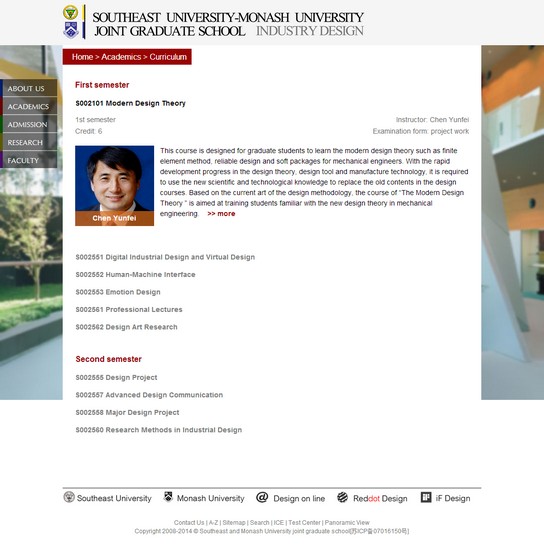 SOUTHEAST UNIVERSITY-MONASH UNIVERSITY
JOINT GRADUATE SCHOOL INDUSTRY DESIGN
Home > Academics > Curriculum
ABOUT US
ACADEMICS
ADMISSION
RESEARCH
FACULTY
First semester
S002101 Modern Design Theory
1st semester Instructor: Chen Yunfei
Credit: 6 Examination form: project work
Chen Yunfei
This course is designed for graduate students to learn the modern design theory such as finite
element method, reliable design and soft packages for mechanical engineers. With the rapid
development progress in the design theory, design tool and manufacture technology, it is required
to use the new scientific and technological knowledge to replace the old contents in the design
courses. Based on the current art of the design methodology, the course of "The Modern Design
Theory " is aimed at training students familiar with the new design theory in mechanical
engineering. >> more
S002551 Digital Industrial Design and Virtual Design
S002552 Human-Machine Interface
S002553 Emotion Design
S002561 Professional Lectures
S002562 Design Art Research
Second semester
S002555 Design Project
S002557 Advanced Design Communication
S002558 Major Design Project
S002560 Research Methods in Industrial Design
Southeast University Monash University Design on line Reddot Design iF Design
Contact Us | A-Z | Sitemap | Search | ICE | Test Center | Panoramic View
Copyright 2008-2014 © Southeast and Monash University joint graduate school[苏ICP备07016150号]